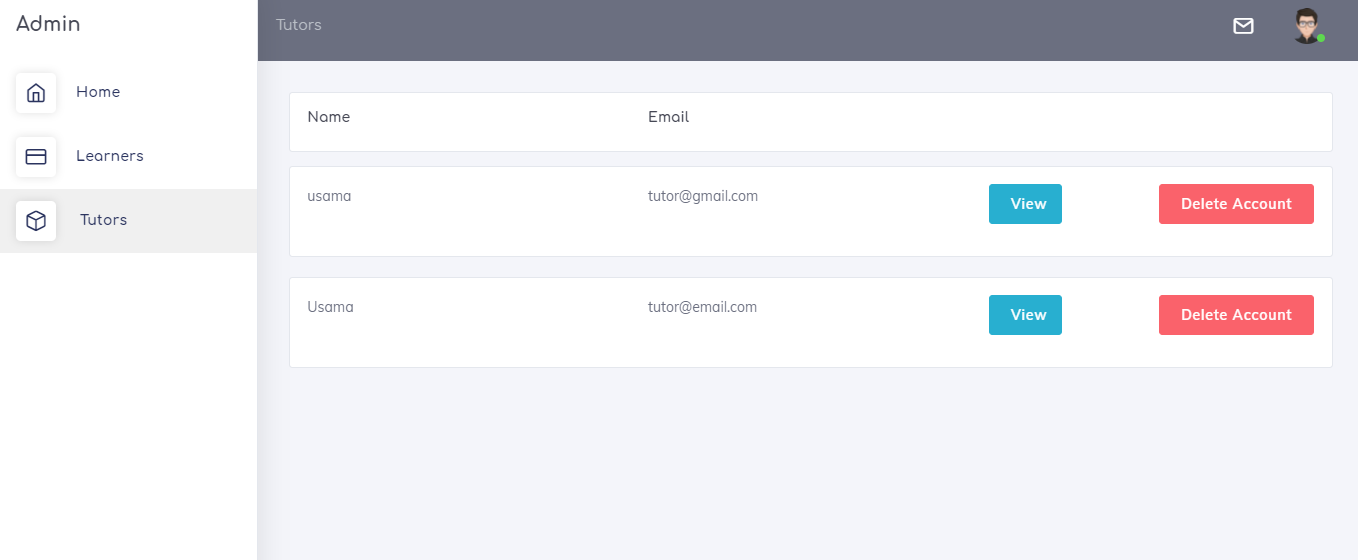 Admin
Tutors
Home
Learners
Tutors
Name Email
usama tutor@gmail.com View Delete Account
Usama tutor@email.com View Delete Account